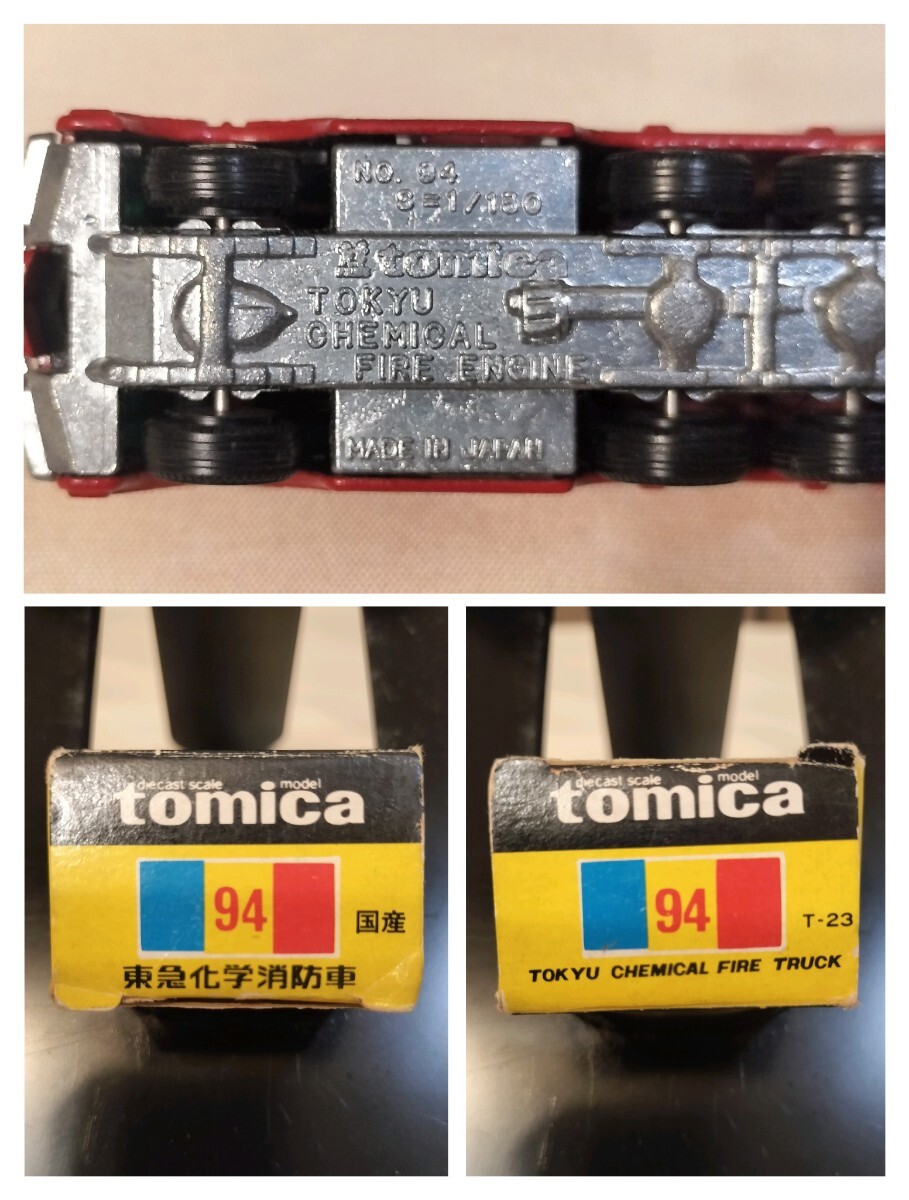 NO. 94
S=1/150
tomica
TOKYU
CHEMICAL
FIRE ENGINE
MADE IN JAPAN
diecast scale model
tomica
94
国産
東急化学消防車
diecast scale model
tomica
94
T-23
TOKYU CHEMICAL FIRE TRUCK